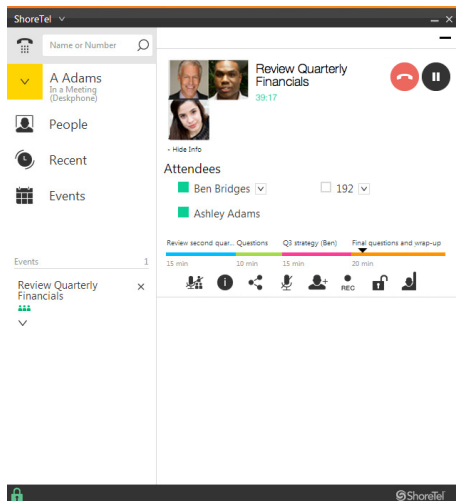 ShoreTel
Name or Number
A Adams
In a Meeting
(Deskphone)
People
Recent
Events
Events 1
Review Quarterly
Financials
Review Quarterly
Financials
39:17
- Hide Info
Attendees
Ben Bridges
192
Ashley Adams
Review second quar... Questions Q3 strategy (Ben) Final questions and wrap-up
15 min 10 min 15 min 20 min
REC
ShoreTel